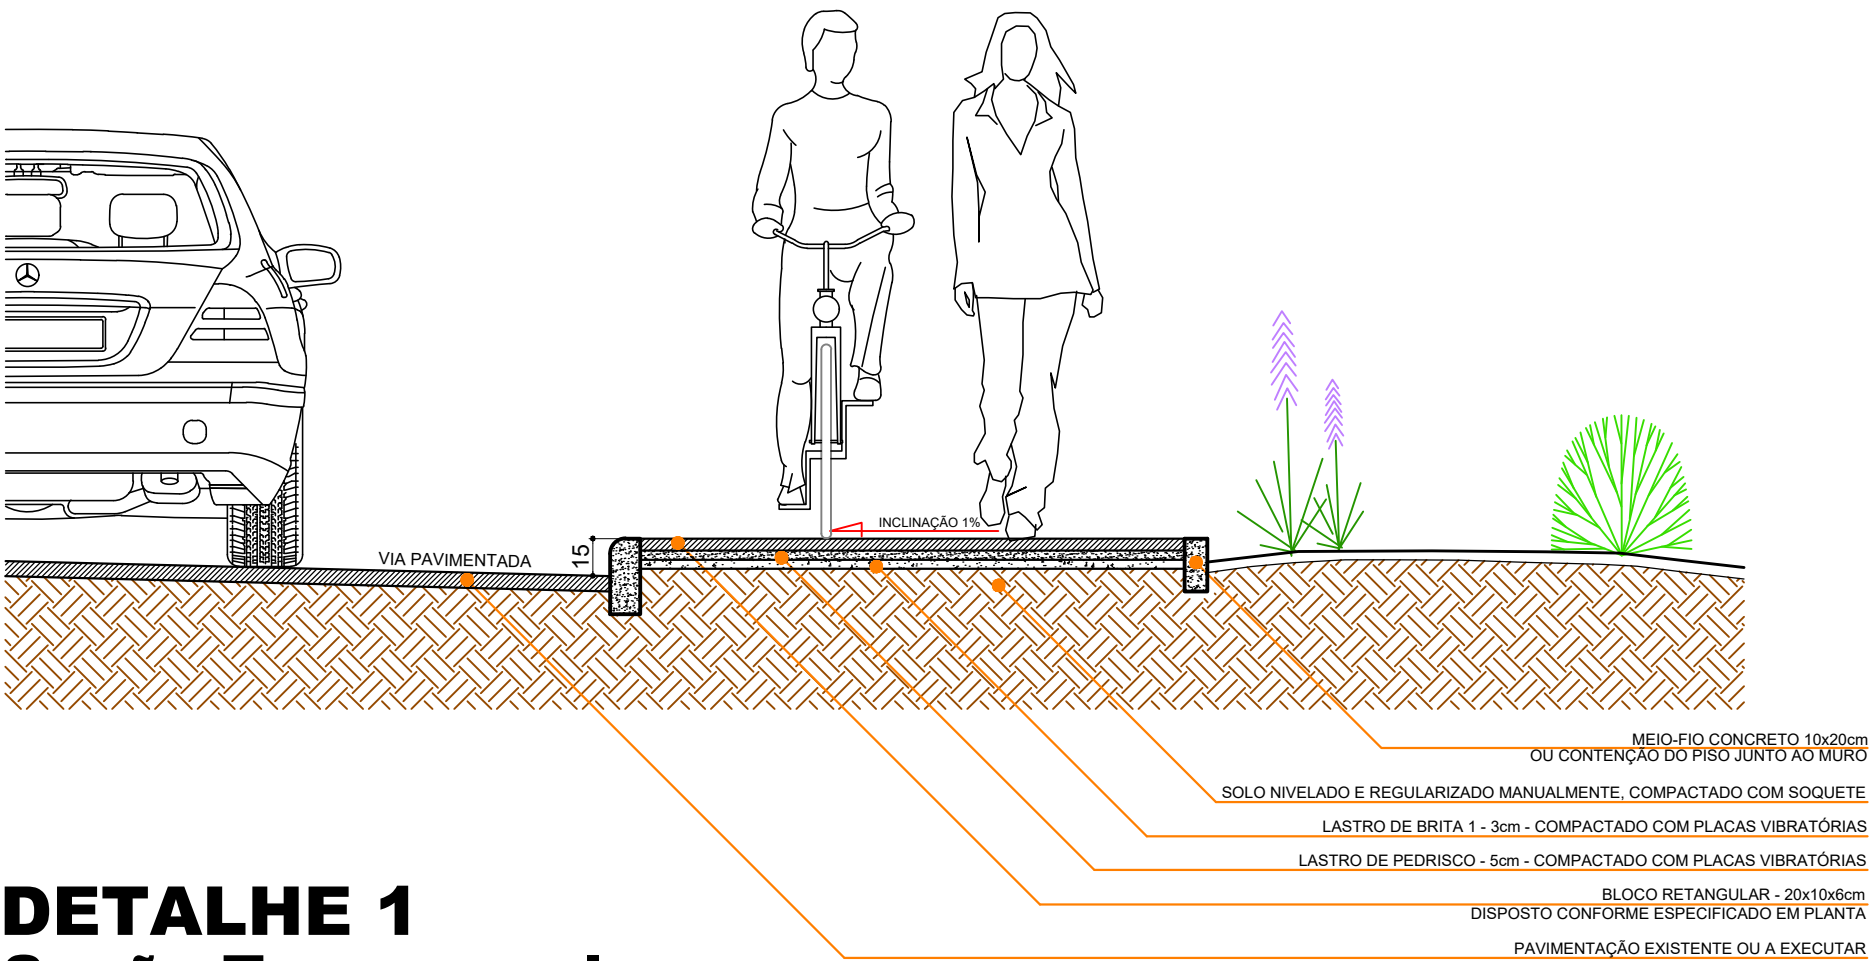 INCLINAÇÃO 1%
VIA PAVIMENTADA
15
MEIO-FIO CONCRETO 10x20cm
OU CONTENÇÃO DO PISO JUNTO AO MURO
SOLO NIVELADO E REGULARIZADO MANUALMENTE, COMPACTADO COM SOQUETE
LASTRO DE BRITA 1 - 3cm - COMPACTADO COM PLACAS VIBRATÓRIAS
LASTRO DE PEDRISCO - 5cm - COMPACTADO COM PLACAS VIBRATÓRIAS
BLOCO RETANGULAR - 20x10x6cm
DISPOSTO CONFORME ESPECIFICADO EM PLANTA
PAVIMENTAÇÃO EXISTENTE OU A EXECUTAR
DETALHE 1